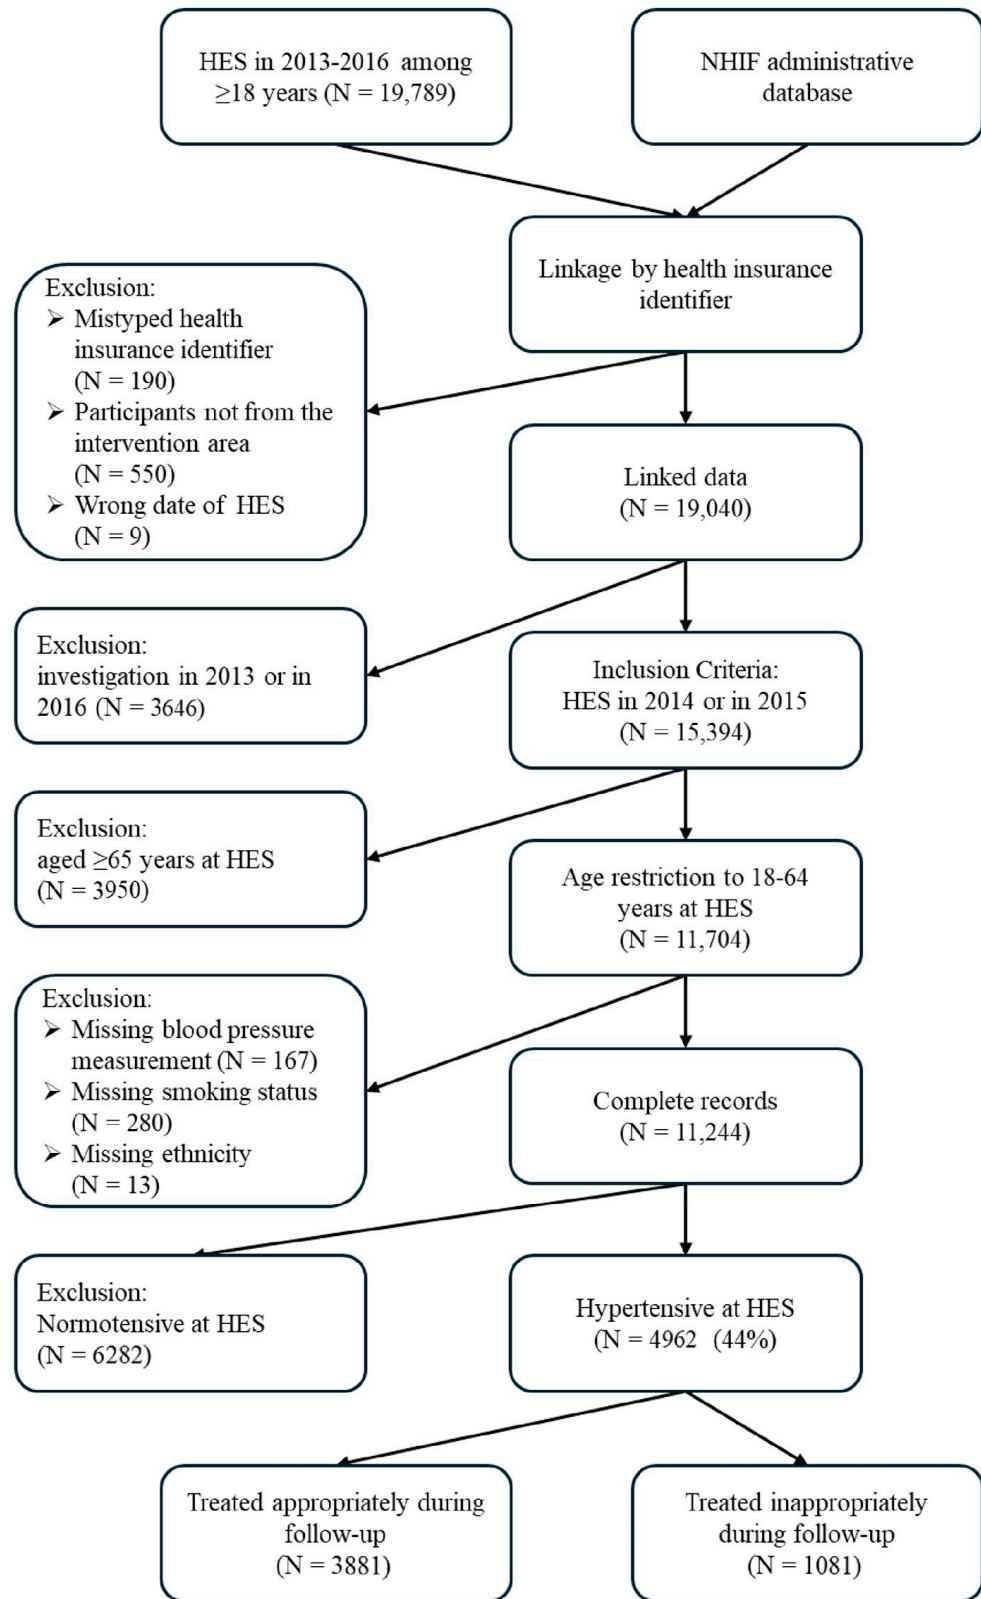 HES in 2013-2016 among
≥18 years (N = 19,789)
NHIF administrative
database
Linkage by health insurance
identifier
Exclusion:
➢ Mistyped health
insurance identifier
(N = 190)
➢ Participants not from the
intervention area
(N = 550)
➢ Wrong date of HES
(N = 9)
Linked data
(N = 19,040)
Exclusion:
investigation in 2013 or in
2016 (N = 3646)
Inclusion Criteria:
HES in 2014 or in 2015
(N = 15,394)
Exclusion:
aged ≥65 years at HES
(N = 3950)
Age restriction to 18-64
years at HES
(N = 11,704)
Exclusion:
➢ Missing blood pressure
measurement (N = 167)
➢ Missing smoking status
(N = 280)
➢ Missing ethnicity
(N = 13)
Complete records
(N = 11,244)
Exclusion:
Normotensive at HES
(N = 6282)
Hypertensive at HES
(N = 4962 (44%)
Treated appropriately during
follow-up
(N = 3881)
Treated inappropriately
during follow-up
(N = 1081)